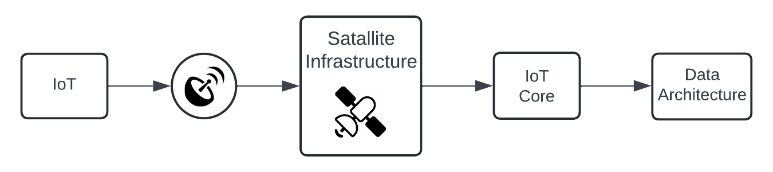 IoT
Satallite
Infrastructure
IoT
Core
Data
Architecture